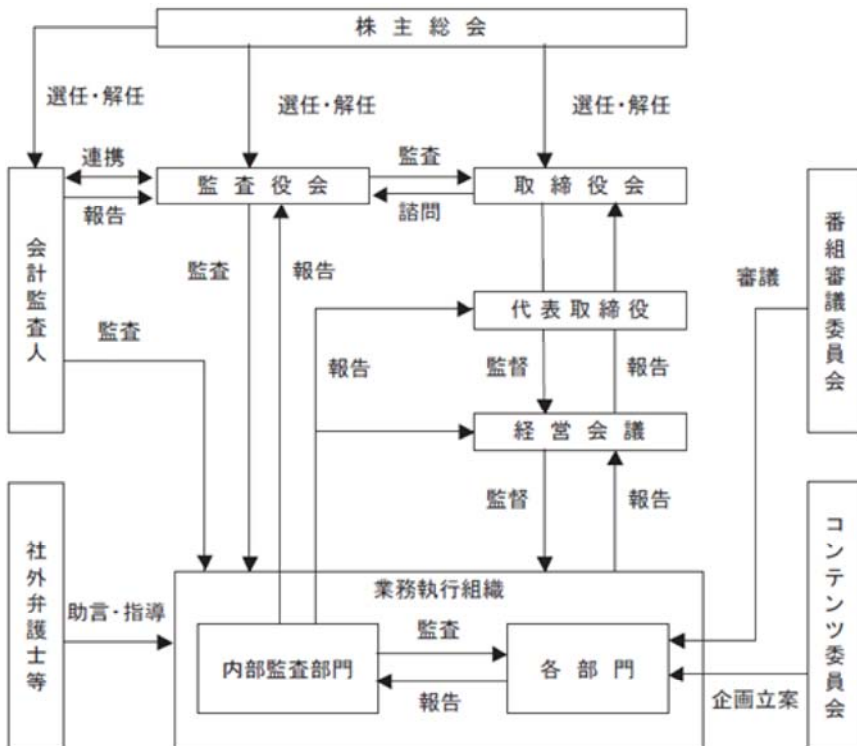 株主総会
選任・解任
選任・解任
選任・解任
連携
報告
監査役会
監査
諮問
取締役会
会計監査人
番組審議委員会
監査
報告
審議
代表取締役
監査
報告
監督
報告
経営会議
監督
報告
社外弁護士等
コンテンツ委員会
業務執行組織
助言・指導
内部監査部門
監査
報告
各部門
企画立案